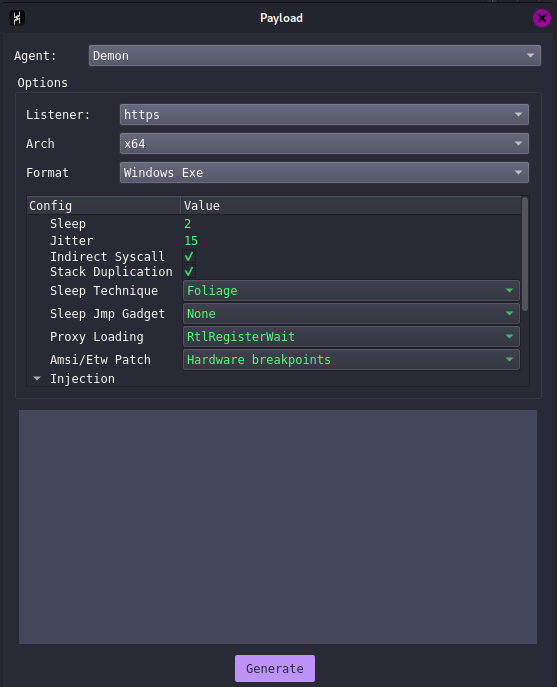 Payload
Agent: Demon
Options
Listener: https
Arch x64
Format Windows Exe
Config Value
Sleep 2
Jitter 15
Indirect Syscall ✓
Stack Duplication ✓
Sleep Technique Foliage
Sleep Jmp Gadget None
Proxy Loading RtlRegisterWait
Amsi/Etw Patch Hardware breakpoints
Injection
Generate